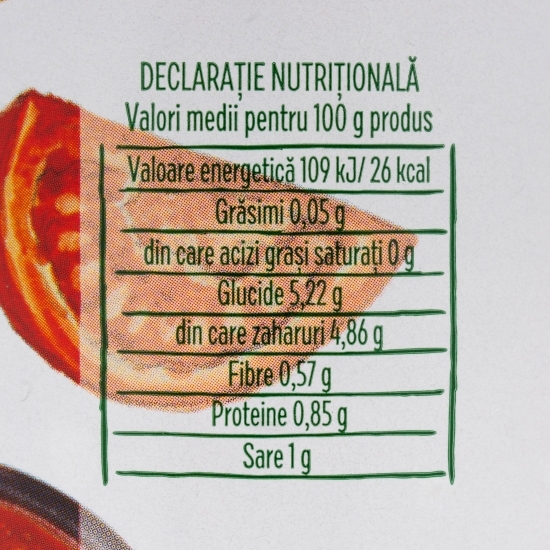 DECLARAȚIE NUTRIȚIONALĂ
Valori medii pentru 100 g produs
Valoare energetică 109 kJ/ 26 kcal
Grăsimi 0,05 g
din care acizi grași saturați 0 g
Glucide 5,22 g
din care zaharuri 4,86 g
Fibre 0,57 g
Proteine 0,85 g
Sare 1 g